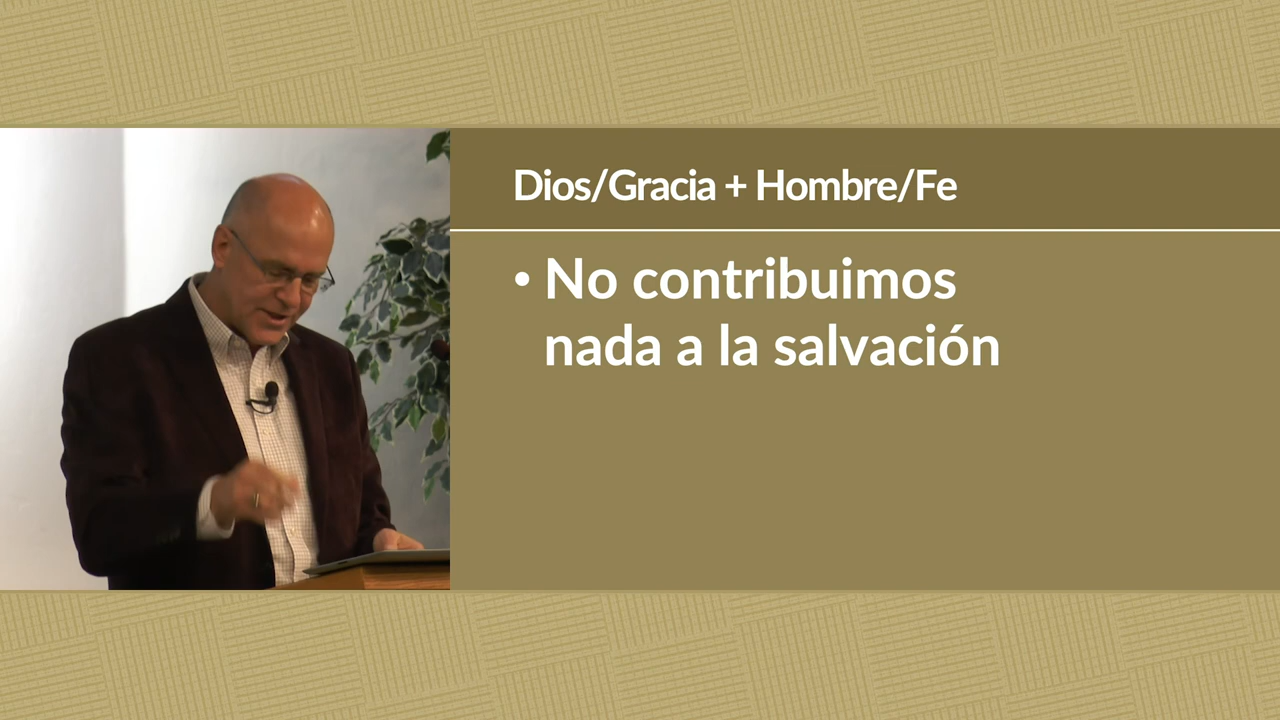 Dios/Gracia + Hombre/Fe
• No contribuimos
nada a la salvación